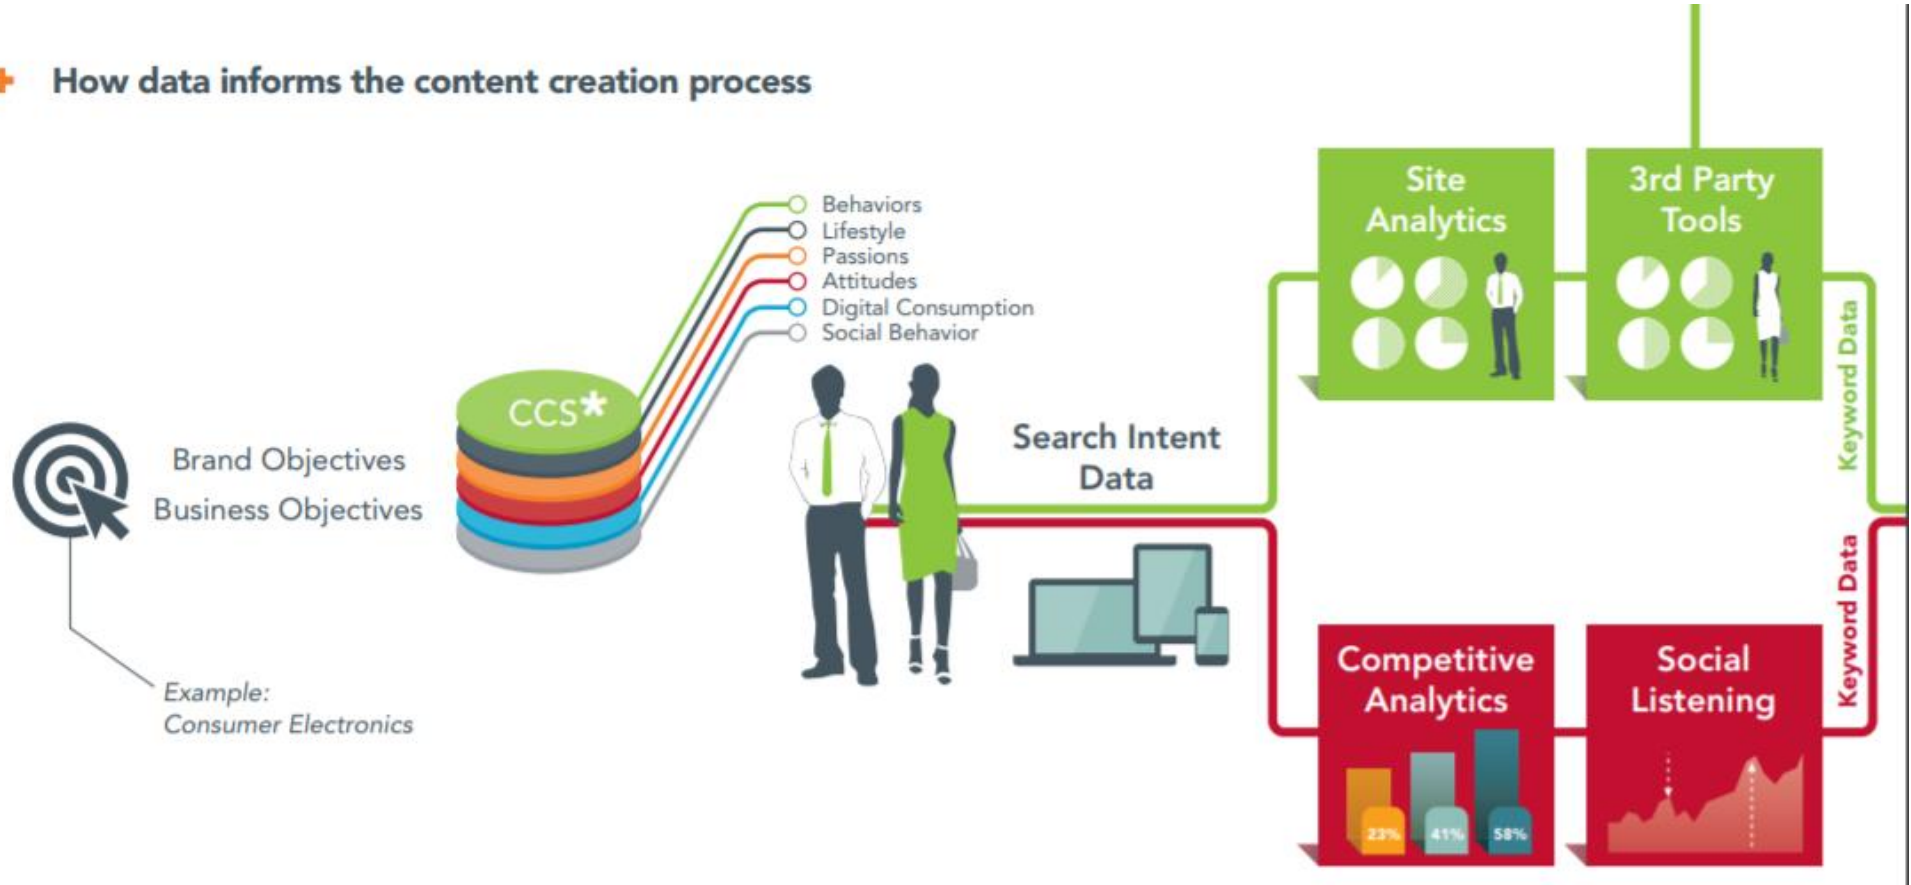 How data informs the content creation process
Behaviors
Lifestyle
Passions
Attitudes
Digital Consumption
Social Behavior
CCS*
Brand Objectives
Business Objectives
Example:
Consumer Electronics
Search Intent
Data
Site
Analytics
3rd Party
Tools
Keyword Data
Keyword Data
Competitive
Analytics
23%
41%
58%
Social
Listening